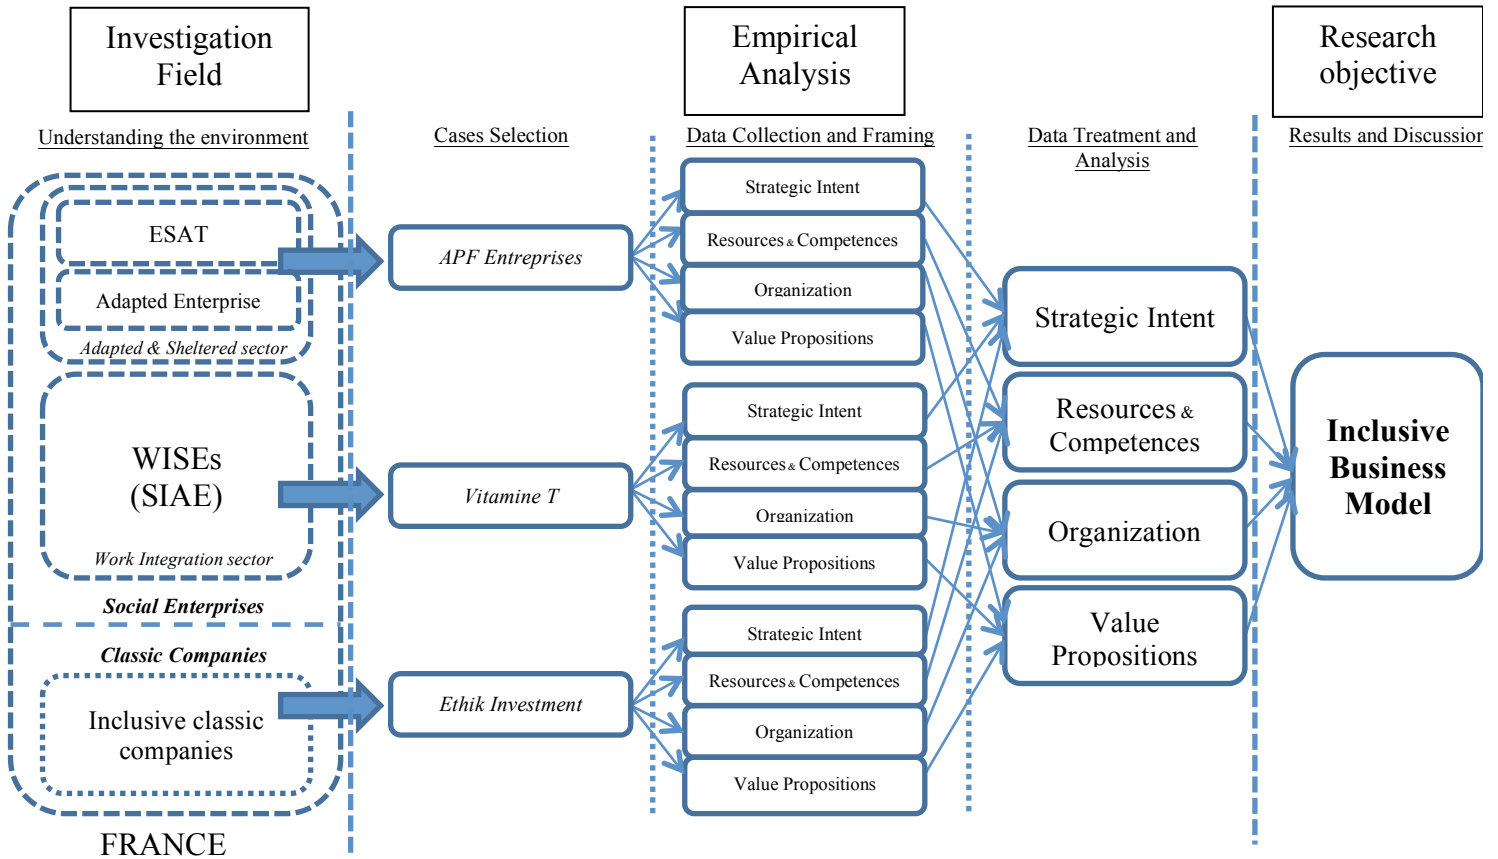 Investigation
Field
Empirical
Analysis
Research
objective
Understanding the environment
Cases Selection
Data Collection and Framing
Data Treatment and
Analysis
Results and Discussion
ESAT
Adapted Enterprise
Adapted & Sheltered sector
WISEs
(SIAE)
Work Integration sector
Social Enterprises
Classic Companies
Inclusive classic
companies
FRANCE
APF Entreprises
Vitamine T
Ethik Investment
Strategic Intent
Resources & Competences
Organization
Value Propositions
Strategic Intent
Resources & Competences
Organization
Value Propositions
Strategic Intent
Resources & Competences
Organization
Value Propositions
Strategic Intent
Resources &
Competences
Organization
Value
Propositions
Inclusive
Business
Model